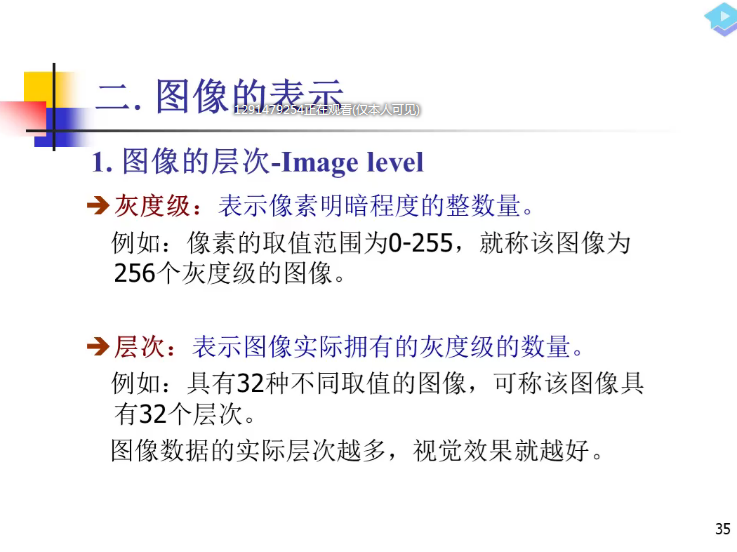 二. 图像的表示
1291479254正在观看(仅本人可见)
1. 图像的层次-Image level
灰度级：表示像素明暗程度的整数量。
例如：像素的取值范围为0-255，就称该图像为
256个灰度级的图像。
层次：表示图像实际拥有的灰度级的数量。
例如：具有32种不同取值的图像，可称该图像具
有32个层次。
图像数据的实际层次越多，视觉效果就越好。
35